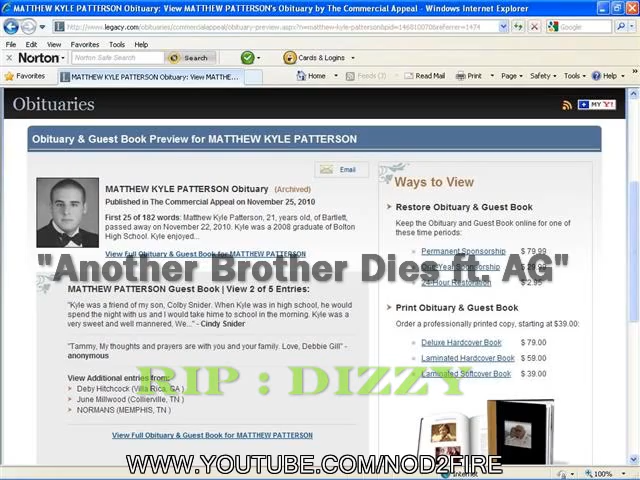 MATTHEW KYLE PATTERSON Obituary: View MATTHEW PATTERSON's Obituary by The Commercial Appeal - Windows Internet Explorer
http://www.legacy.com/obituaries/commercialappeal/obituary-preview.aspx?n=matthew-kyle-patterson&pid=146810070&referrer=1474
Google
File Edit View Favorites Tools Help
Norton Norton Safe Search Search Cards & Logins
Favorites MATTHEW KYLE PATTERSON Obituary: View MATTHE... Home Feeds (3) Read Mail Print Page Safety Tools Help
Obituaries
MY Y!
Obituary & Guest Book Preview for MATTHEW KYLE PATTERSON
Email
MATTHEW KYLE PATTERSON Obituary (Archived)
Published in The Commercial Appeal on November 25, 2010
First 25 of 182 words: Matthew Kyle Patterson, 21, years old, of Bartlett,
passed away on November 22, 2010. Kyle was a 2008 graduate of Bolton
High School. Kyle enjoyed...
View Full Obituary & Guest Book for MATTHEW PATTERSON
Ways to View
Restore Obituary & Guest Book
Keep the Obituary and Guest Book online for one of
these time periods:
Permanent Sponsorship $ 79.99
Sponsorship
24-Hour Restoration $ 2.95
"Another Brother Dies ft. AG"
MATTHEW PATTERSON Guest Book | View 2 of 5 Entries:
"Kyle was a friend of my son, Colby Snider. When Kyle was in high school, he would
spend the night with us and I would take hime to school in the morning. Kyle was a
very sweet and well mannered, We..." - Cindy Snider
"Tammy, My thoughts and prayers are with you and your family. Love, Debbie Gill" -
anonymous
Print Obituary & Guest Book
Order a professionally printed copy, starting at $39.00:
Deluxe Hardcover Book $ 79.00
Laminated Hardcover Book $ 59.00
Laminated Softcover Book $ 39.00
RIP : DIZZY
View Additional entries from:
Deby Hitchcock (Villa Rica, GA )
June Millwood (Collierville, TN )
NORMANS (MEMPHIS, TN )
View Full Obituary & Guest Book for MATTHEW PATTERSON
WWW.YOUTUBE.COM/NOD2FIRE
Internet 100%